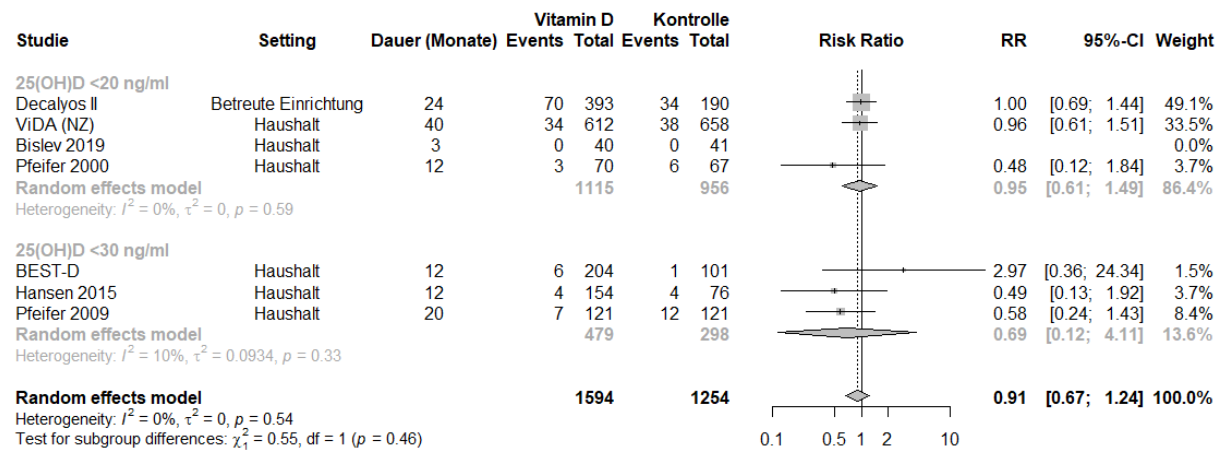 Vitamin D Kontrolle
Studie Setting Dauer (Monate) Events Total Events Total Risk Ratio RR 95%-CI Weight
25(OH)D <20 ng/ml
Decalyos II Betreute Einrichtung 24 70 393 34 190 1.00 [0.69; 1.44] 49.1%
ViDA (NZ) Haushalt 40 34 612 38 658 0.96 [0.61; 1.51] 33.5%
Bislev 2019 Haushalt 3 0 40 0 41 0.0%
Pfeifer 2000 Haushalt 12 3 70 6 67 0.48 [0.12; 1.84] 3.7%
Random effects model 1115 956 0.95 [0.61; 1.49] 86.4%
Heterogeneity: I² = 0%, τ² = 0, p = 0.59
25(OH)D <30 ng/ml
BEST-D Haushalt 12 6 204 1 101 2.97 [0.36; 24.34] 1.5%
Hansen 2015 Haushalt 12 4 154 4 76 0.49 [0.13; 1.92] 3.7%
Pfeifer 2009 Haushalt 20 7 121 12 121 0.58 [0.24; 1.43] 8.4%
Random effects model 479 298 0.69 [0.12; 4.11] 13.6%
Heterogeneity: I² = 10%, τ² = 0.0934, p = 0.33
Random effects model 1594 1254 0.91 [0.67; 1.24] 100.0%
Heterogeneity: I² = 0%, τ² = 0, p = 0.54
Test for subgroup differences: χ²₁ = 0.55, df = 1 (p = 0.46)
0.1 0.5 1 2 10